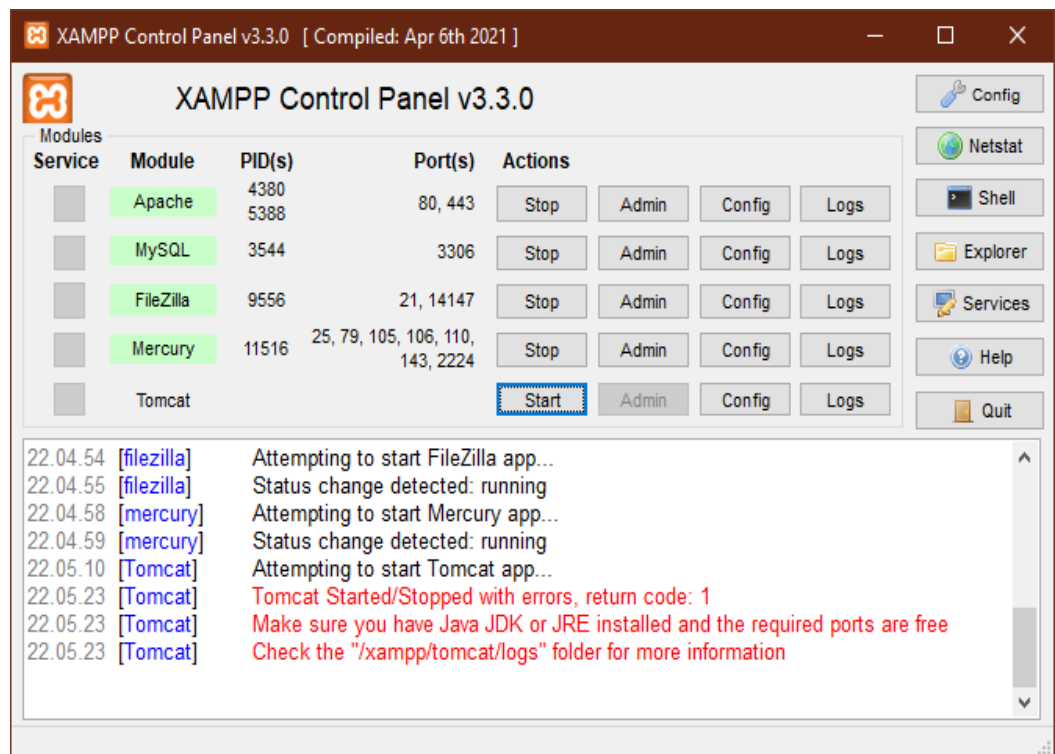 XAMPP Control Panel v3.3.0 [ Compiled: Apr 6th 2021 ]
XAMPP Control Panel v3.3.0
Config
Modules
Netstat
Service Module PID(s) Port(s) Actions
Apache 4380 5388 80, 443 Stop Admin Config Logs
Shell
MySQL 3544 3306 Stop Admin Config Logs
Explorer
FileZilla 9556 21, 14147 Stop Admin Config Logs
Services
Mercury 11516 25, 79, 105, 106, 110, 143, 2224 Stop Admin Config Logs
Help
Tomcat Start Admin Config Logs
Quit
22.04.54 [filezilla] Attempting to start FileZilla app...
22.04.55 [filezilla] Status change detected: running
22.04.58 [mercury] Attempting to start Mercury app...
22.04.59 [mercury] Status change detected: running
22.05.10 [Tomcat] Attempting to start Tomcat app...
22.05.23 [Tomcat] Tomcat Started/Stopped with errors, return code: 1
22.05.23 [Tomcat] Make sure you have Java JDK or JRE installed and the required ports are free
22.05.23 [Tomcat] Check the "/xampp/tomcat/logs" folder for more information